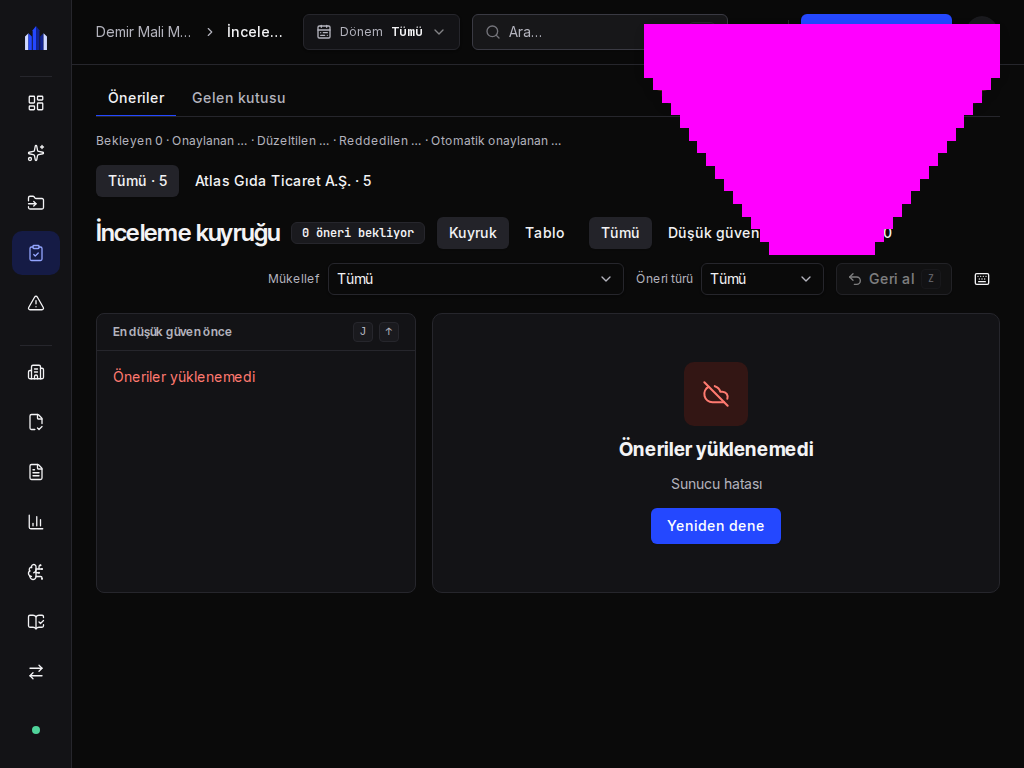 Demir Mali M... İncele... Dönem Tümü Ara...
Öneriler Gelen kutusu
Bekleyen 0 · Onaylanan ... · Düzeltilen ... · Reddedilen ... · Otomatik onaylanan ...
Tümü · 5 Atlas Gıda Ticaret A.Ş. · 5
İnceleme kuyruğu 0 öneri bekliyor Kuyruk Tablo Tümü Düşük 0
Mükellef Tümü Öneri türü Tümü Geri al Z
En düşük güven önce J ↑
Öneriler yüklenemedi
Öneriler yüklenemedi
Sunucu hatası
Yeniden dene